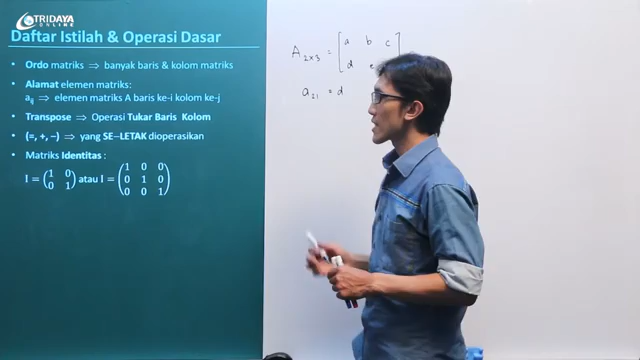 TRIDAYA
ONLINE
Daftar Istilah & Operasi Dasar
• Ordo matriks ⇒ banyak baris & kolom matriks
• Alamat elemen matriks:
aᵢⱼ ⇒ elemen matriks A baris ke-i kolom ke-j
• Transpose ⇒ Operasi Tukar Baris Kolom
• (=, +, −) ⇒ yang SE–LETAK dioperasikan
• Matriks Identitas :
I = (1 0 atau I = (1 0 0
0 1) 0 1 0
0 0 1)
A₂ₓ₃ = [a b c
d e
a₂₁ = d